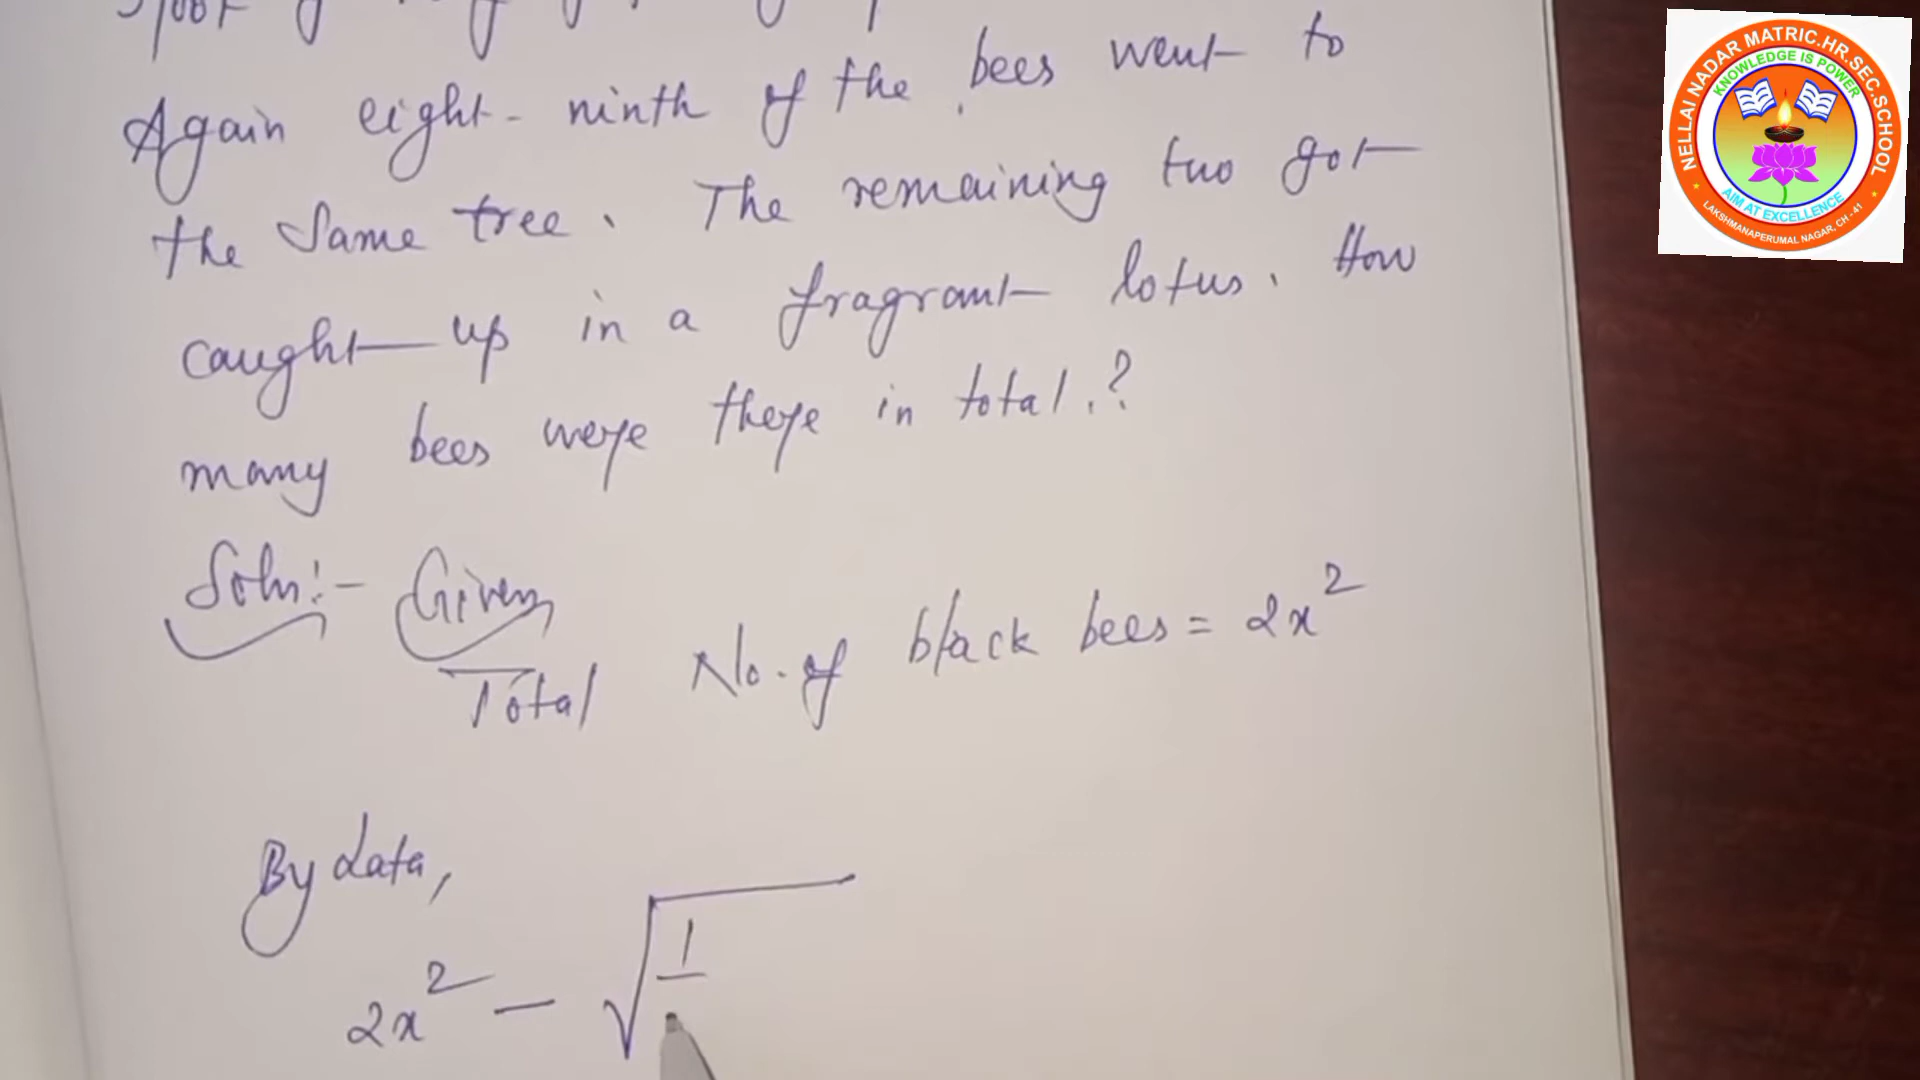 Again eight-ninth of the bees went to
the same tree. The remaining two got
caught up in a fragrant lotus. How
many bees were there in total.?
Soln:- Given
Total No. of black bees = 2x²
By data,
2x² - √1
NELLAI NADAR MATRIC.HR.SEC.SCHOOL
KNOWLEDGE IS POWER
AIM AT EXCELLENCE
LAKSHMANAPERUMAL NAGAR, CH - 41